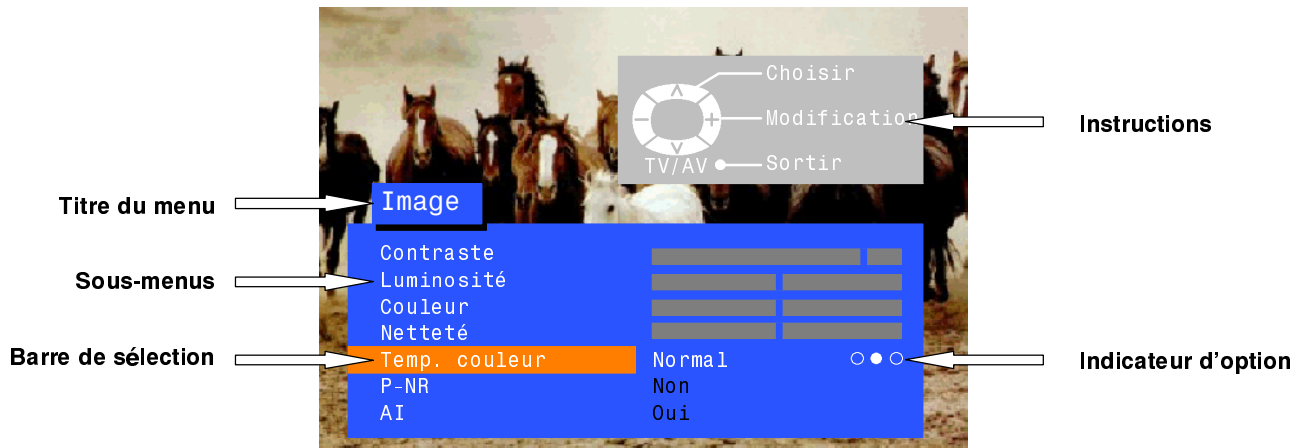 Choisir
Modification
TV/AV Sortir
Instructions
Titre du menu
Image
Contraste
Sous-menus
Luminosité
Couleur
Netteté
Barre de sélection
Temp. couleur Normal
Indicateur d'option
P-NR Non
AI Oui